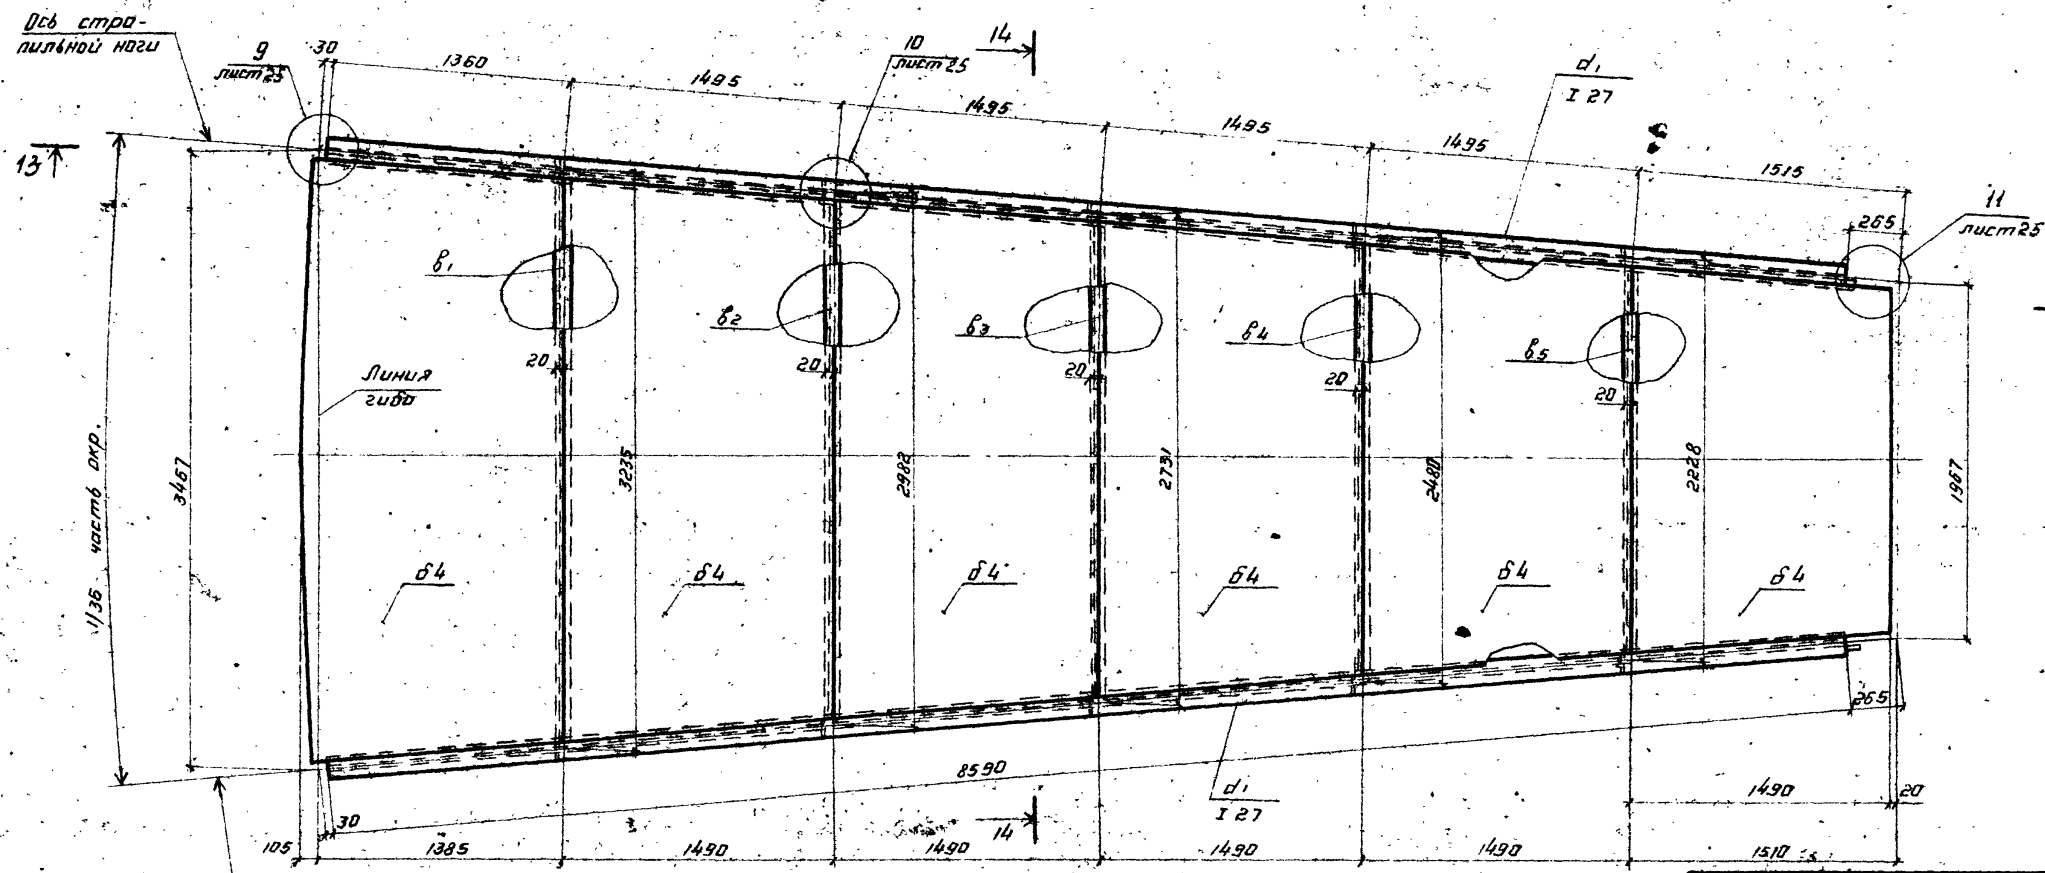 Ось стра-
пильной ноги
9
лист 25
30
1360
1495
10
лист 25
14
1495
1495
1495
1515
d1
I 27
265
11
лист 25
13
в1
в2
в3
в4
в5
20
20
20
20
20
Линия
гиба
1/36 часть окр.
3467
3235
2982
2731
2480
2228
1967
δ4
δ4
δ4
δ4
δ4
δ4
8590
265
d1
I 27
14
30
1490
20
105
1385
1490
1490
1490
1490
1510